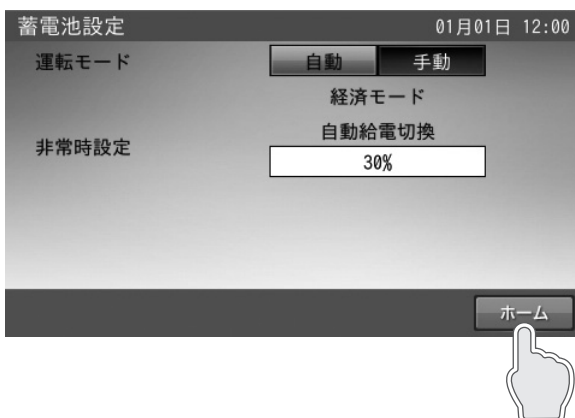 蓄電池設定 01月01日 12:00
運転モード 自動 手動
経済モード
自動給電切換
非常時設定
30%
ホーム